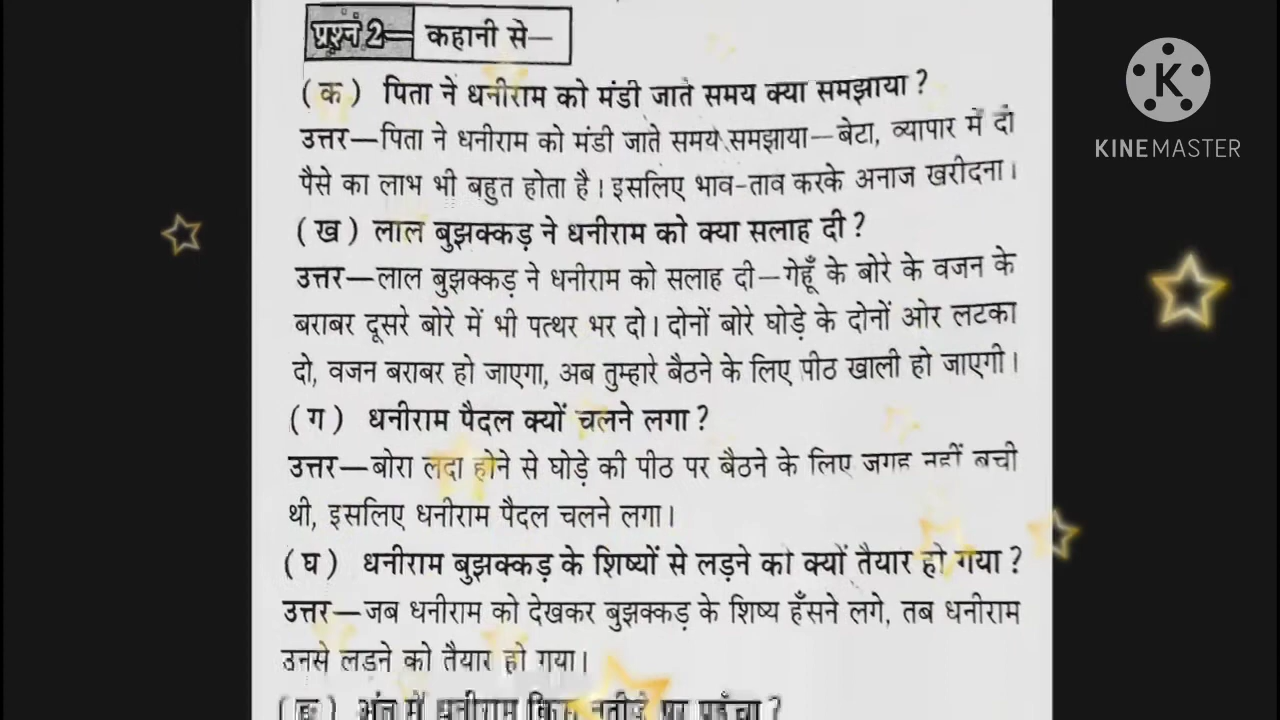 प्रश्न 2— कहानी से—
(क) पिता ने धनीराम को मंडी जाते समय क्या समझाया?
उत्तर—पिता ने धनीराम को मंडी जाते समय समझाया—बेटा, व्यापार में दो
पैसे का लाभ भी बहुत होता है। इसलिए भाव-ताव करके अनाज खरीदना।
(ख) लाल बुझक्कड़ ने धनीराम को क्या सलाह दी?
उत्तर—लाल बुझक्कड़ ने धनीराम को सलाह दी—गेहूँ के बोरे के वजन के
बराबर दूसरे बोरे में भी पत्थर भर दो। दोनों बोरे घोड़े के दोनों ओर लटका
दो, वजन बराबर हो जाएगा, अब तुम्हारे बैठने के लिए पीठ खाली हो जाएगी।
(ग) धनीराम पैदल क्यों चलने लगा?
उत्तर—बोरा लदा होने से घोड़े की पीठ पर बैठने के लिए जगह नहीं बची
थी, इसलिए धनीराम पैदल चलने लगा।
(घ) धनीराम बुझक्कड़ के शिष्यों से लड़ने को क्यों तैयार हो गया?
उत्तर—जब धनीराम को देखकर बुझक्कड़ के शिष्य हँसने लगे, तब धनीराम
उनसे लडने को तैयार हो गया।
(ङ) अंत में धनीराम किस नतीजे पर पहुंचा?
K
KINEMASTER